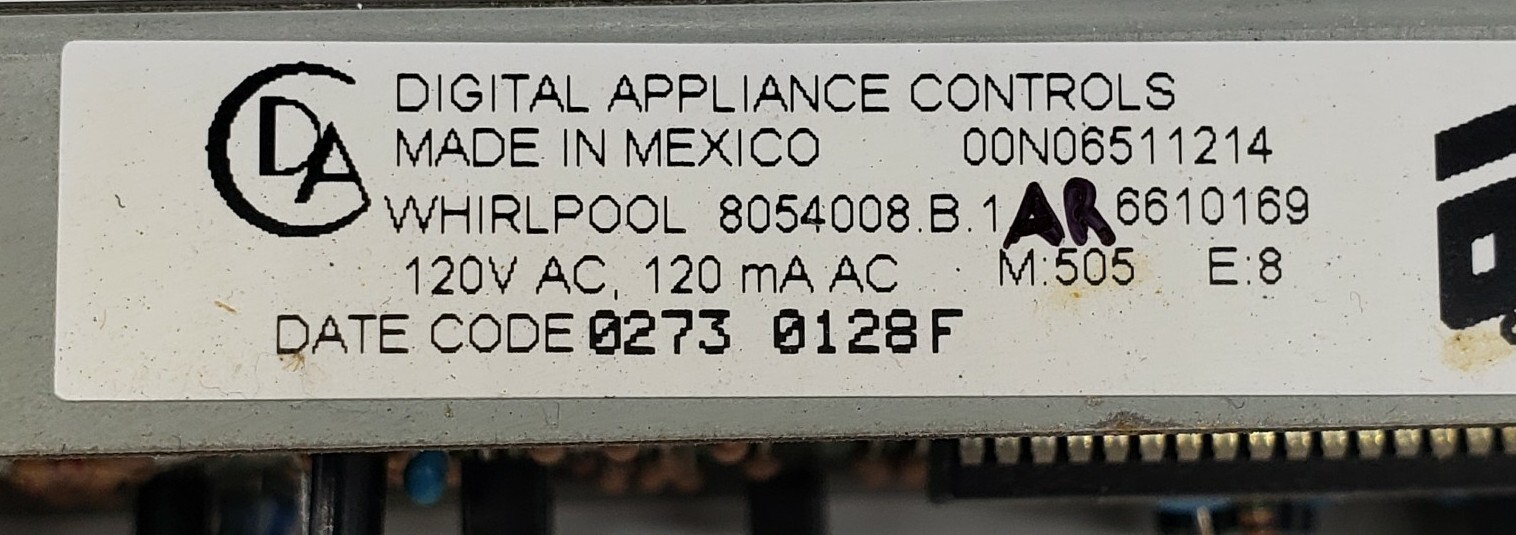 CDA
DIGITAL APPLIANCE CONTROLS
MADE IN MEXICO 00N06511214
WHIRLPOOL 8054008.B.1 AR 6610169
120V AC, 120 mA AC M:505 E:8
DATE CODE 0273 0128F